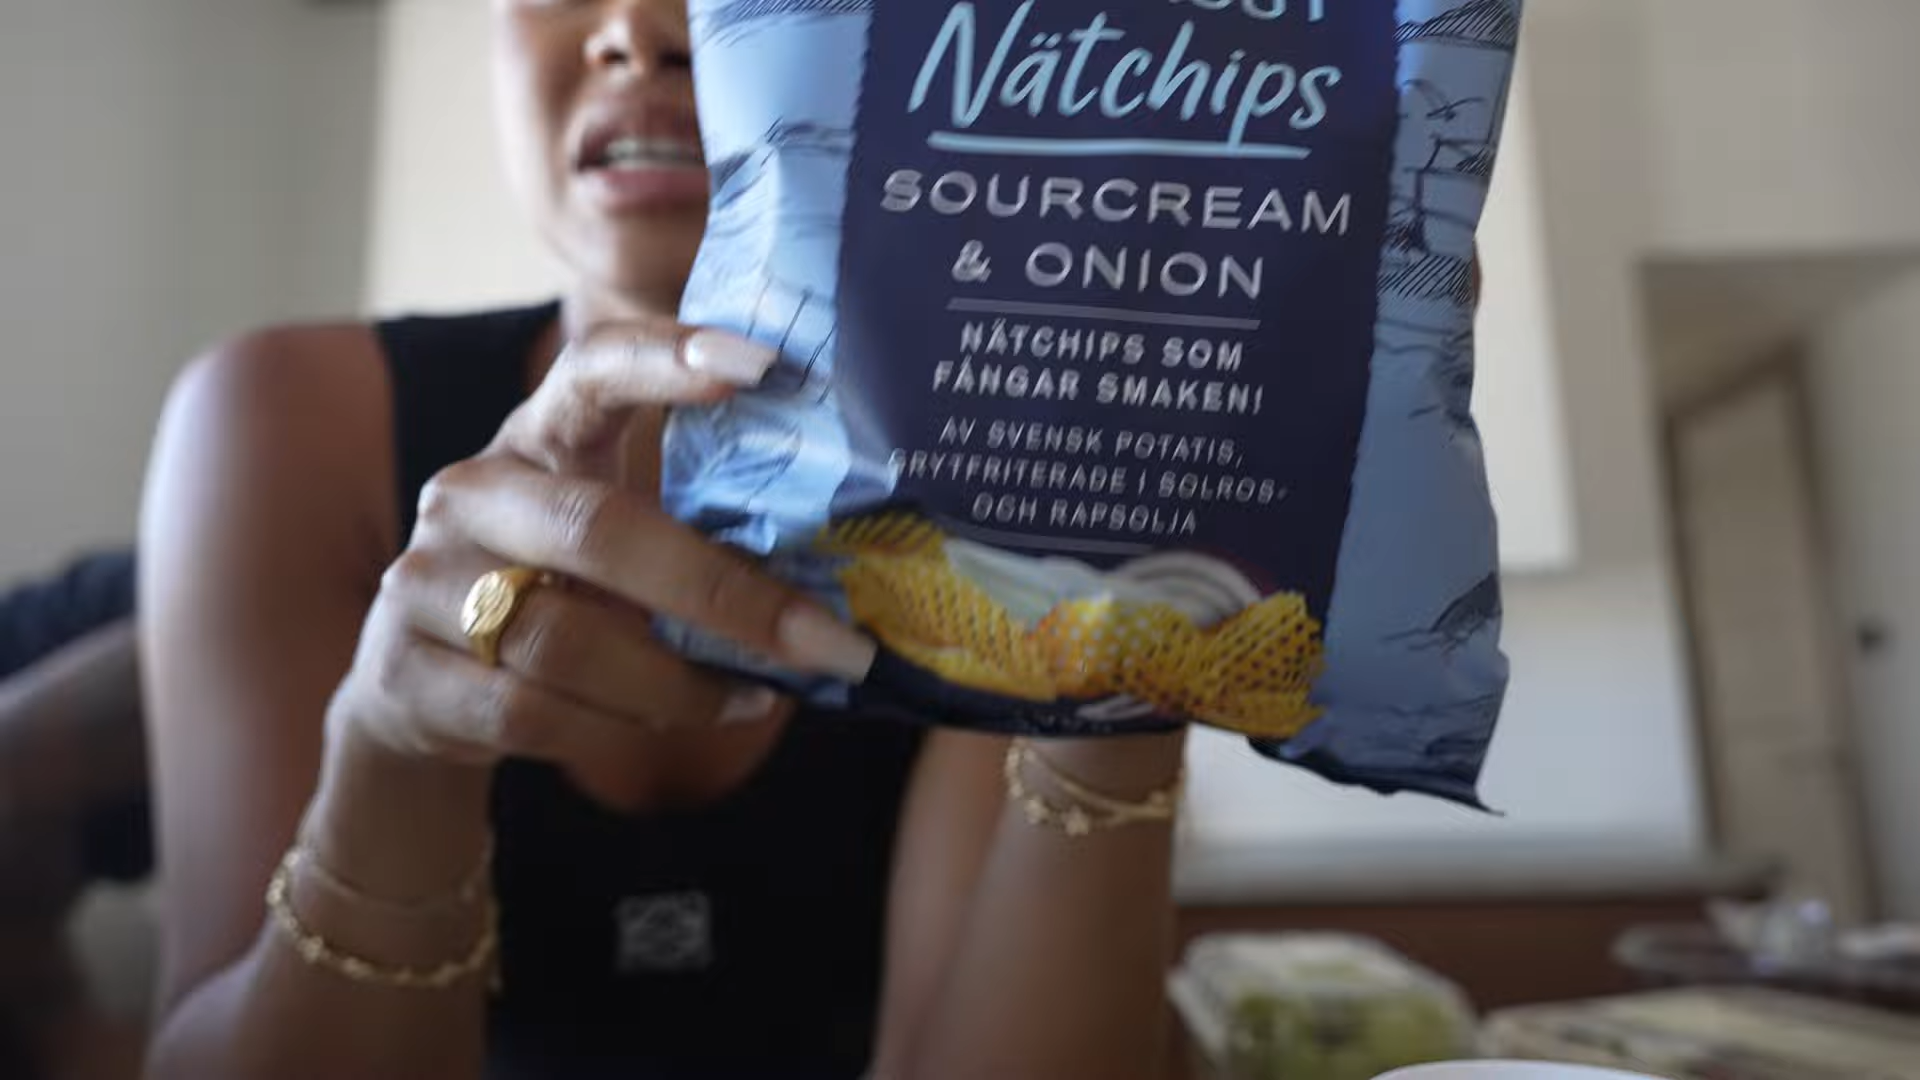 Nätchips
SOURCREAM
& ONION
NÄTCHIPS SOM
FÅNGAR SMAKEN!
AV SVENSK POTATIS,
GRYTFRITERADE I SOLROS-
OCH RAPSOLJA